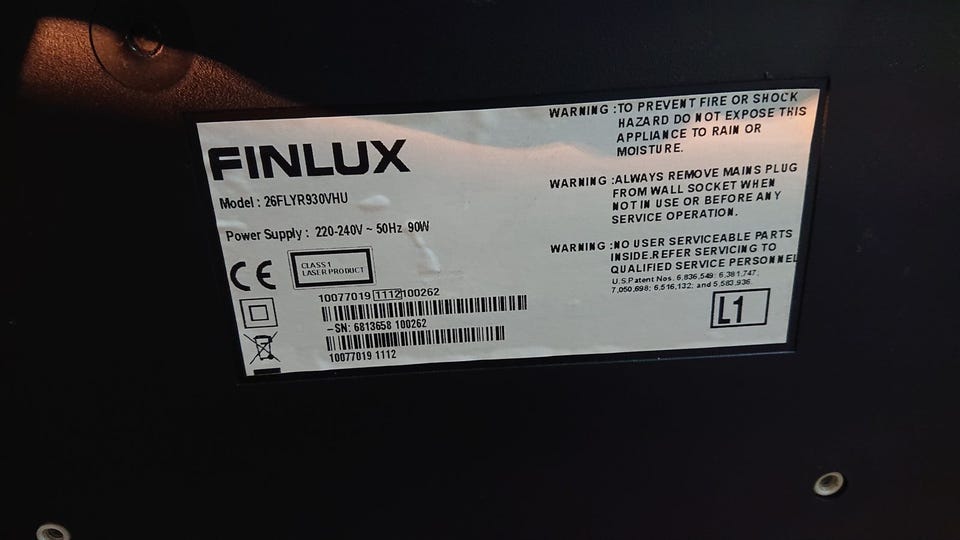 FINLUX
Model : 26FLYR930VHU
Power Supply : 220-240V ~ 50Hz 90W
CE
CLASS 1
LASER PRODUCT
10077019 1112 100262
-SN: 6813658 100262
10077019 1112
WARNING :TO PREVENT FIRE OR SHOCK
HAZARD DO NOT EXPOSE THIS
APPLIANCE TO RAIN OR
MOISTURE.
WARNING :ALWAYS REMOVE MAINS PLUG
FROM WALL SOCKET WHEN
NOT IN USE OR BEFORE ANY
SERVICE OPERATION.
WARNING :NO USER SERVICEABLE PARTS
INSIDE.REFER SERVICING TO
QUALIFIED SERVICE PERSONNEL
U.S.Patent Nos. 6,836,549; 6,381,747;
7,050,698; 6,516,132; and 5,583,936.
L1